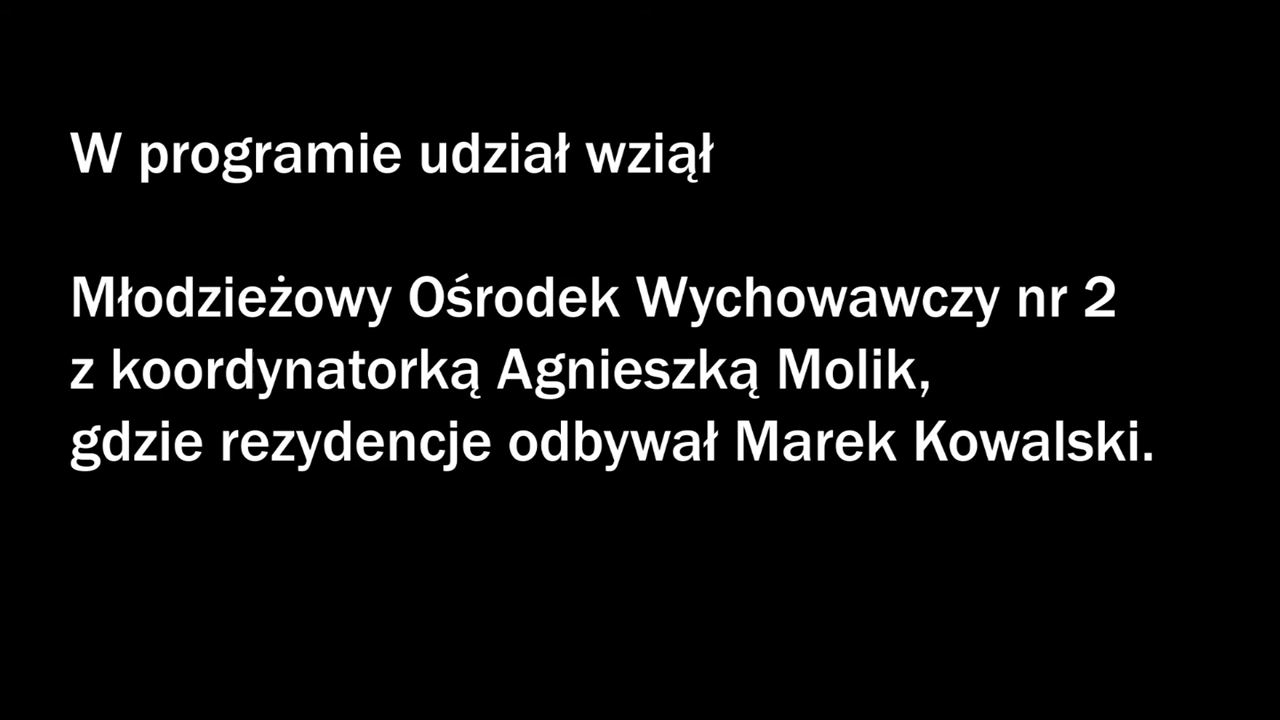 W programie udział wziął
Młodzieżowy Ośrodek Wychowawczy nr 2
z koordynatorką Agnieszką Molik,
gdzie rezydencje odbywał Marek Kowalski.